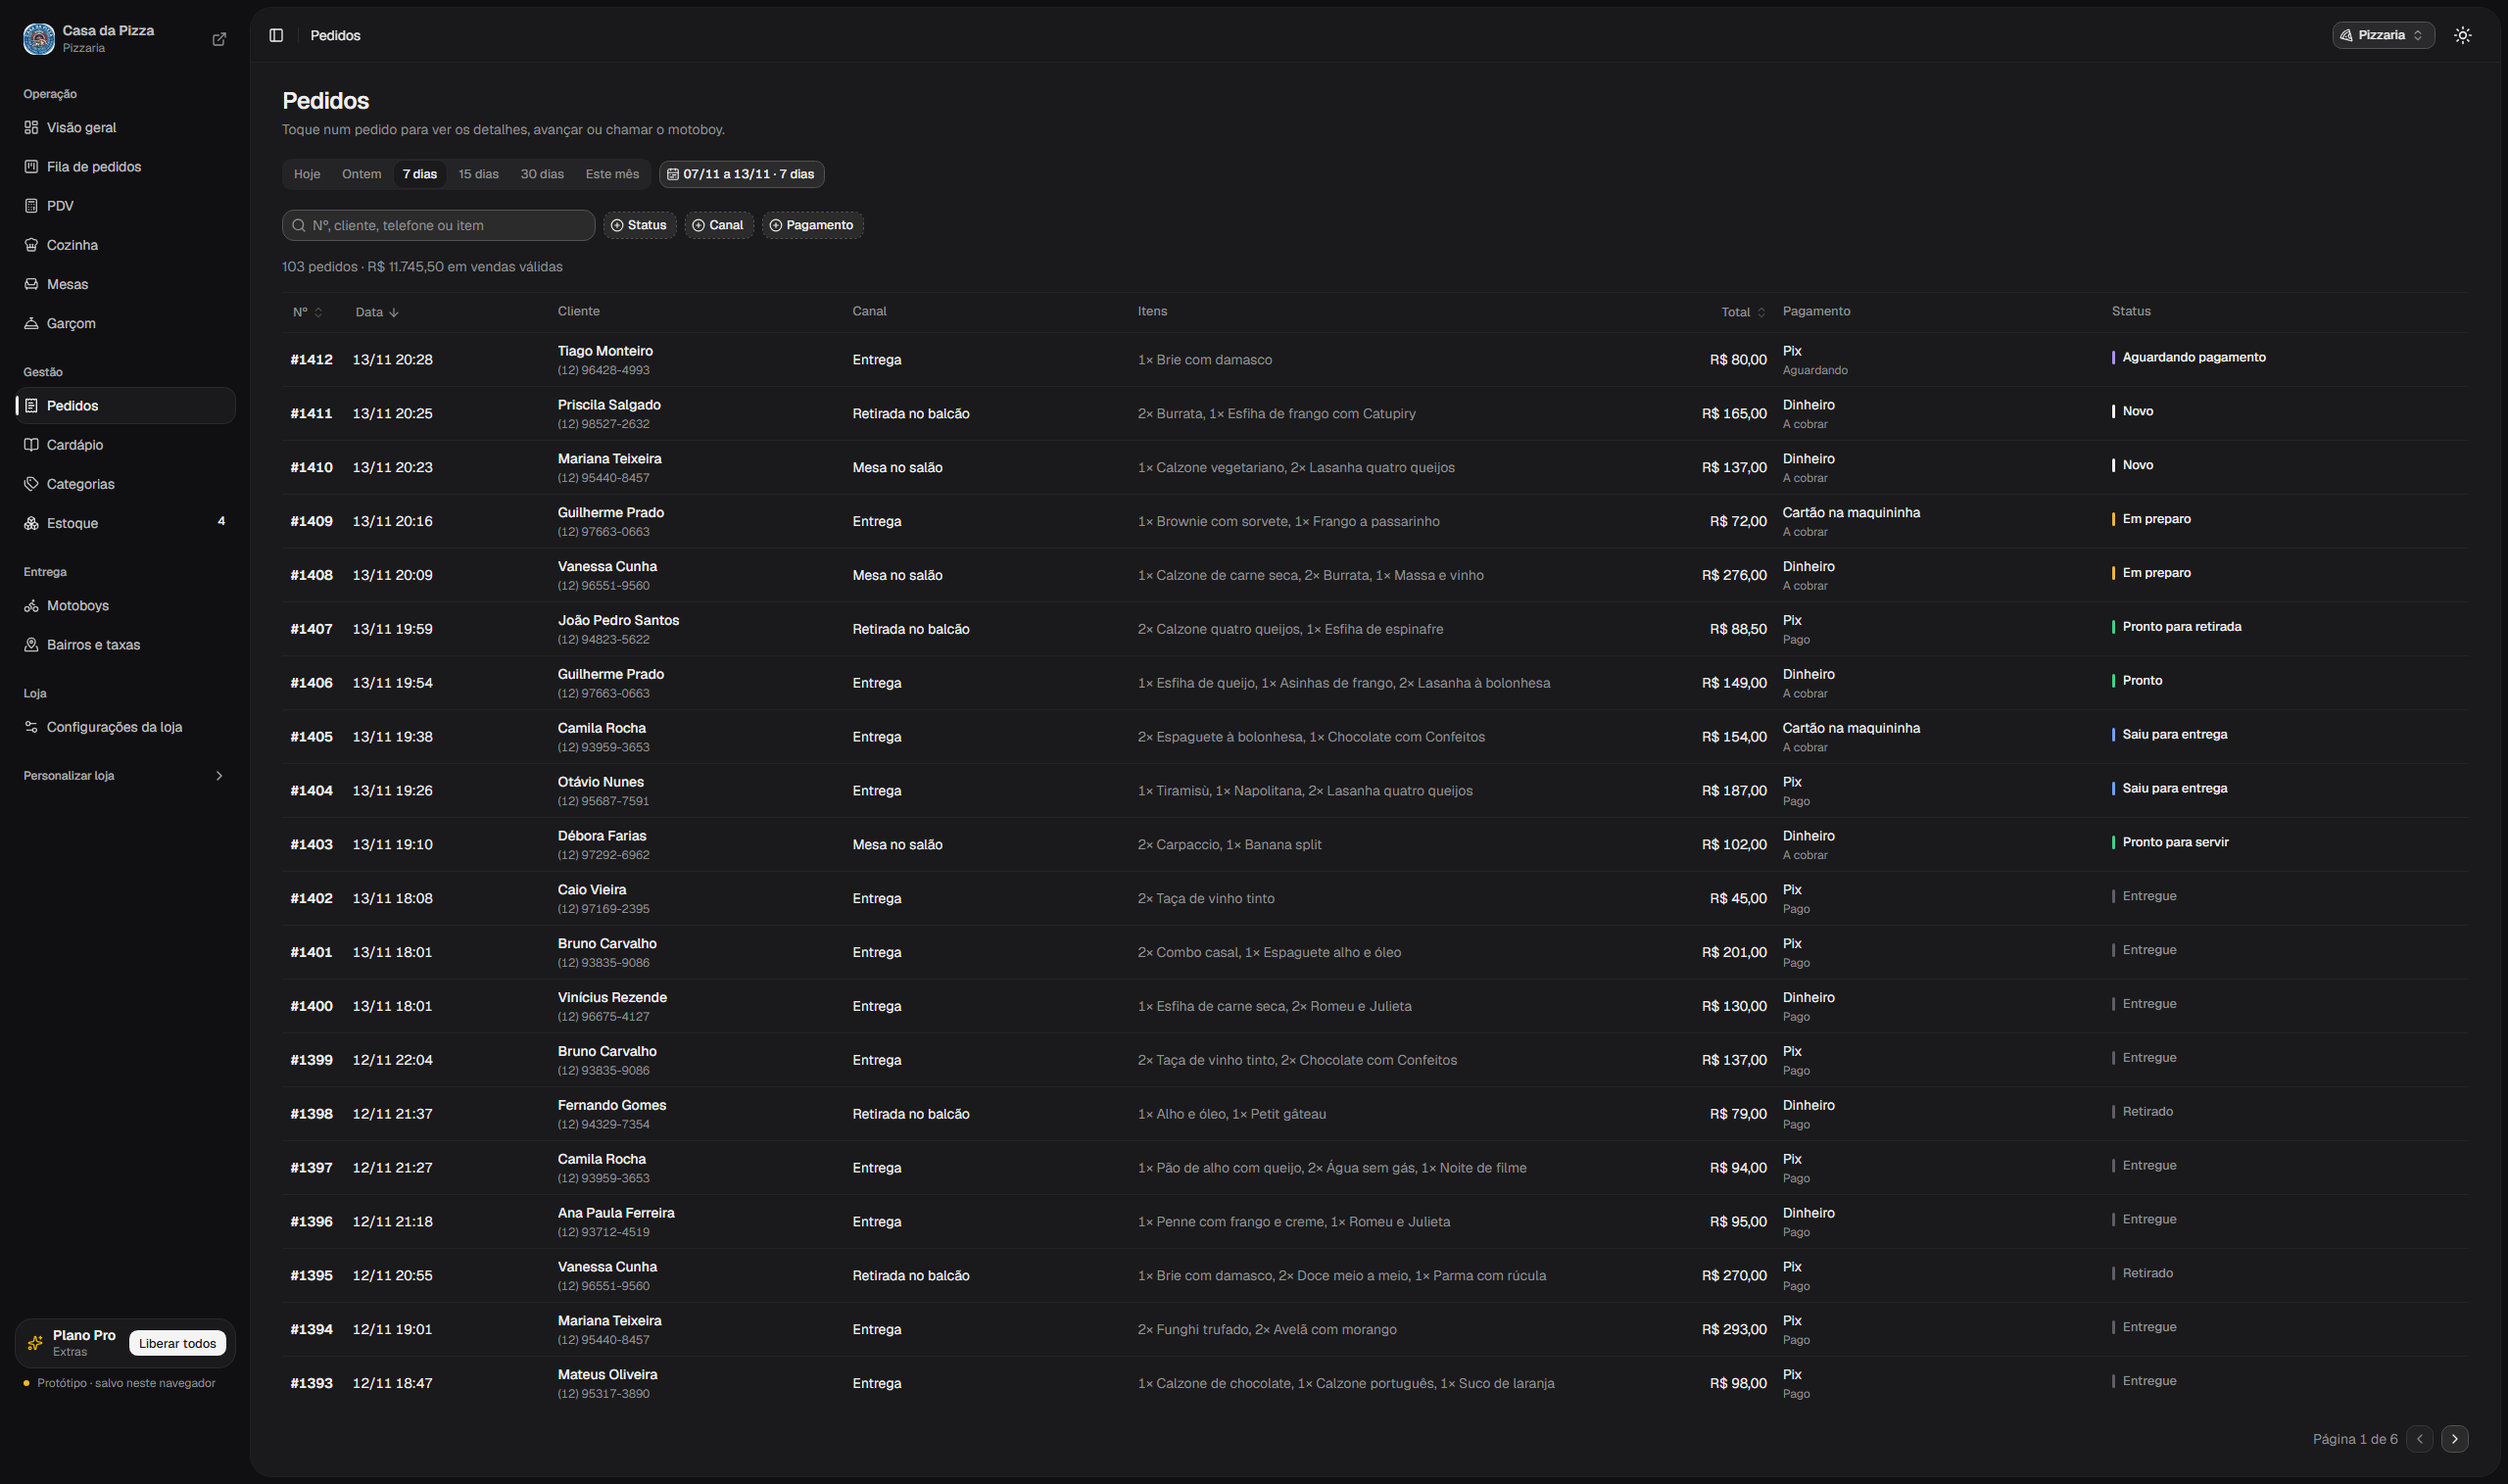 Casa da Pizza
Pizzaria
Operação
Visão geral
Fila de pedidos
PDV
Cozinha
Mesas
Garçom
Gestão
Pedidos
Cardápio
Categorias
Estoque 4
Entrega
Motoboys
Bairros e taxas
Loja
Configurações da loja
Personalizar loja
Plano Pro
Extras
Liberar todos
Protótipo · salvo neste navegador
Pedidos
Pizzaria
Pedidos
Toque num pedido para ver os detalhes, avançar ou chamar o motoboy.
Hoje Ontem 7 dias 15 dias 30 dias Este mês 07/11 a 13/11 · 7 dias
Nº, cliente, telefone ou item Status Canal Pagamento
103 pedidos · R$ 11.745,50 em vendas válidas
Nº Data Cliente Canal Itens Total Pagamento Status
#1412 13/11 20:28 Tiago Monteiro Entrega 1× Brie com damasco R$ 80,00 Pix Aguardando pagamento
(12) 96428-4993 Aguardando
#1411 13/11 20:25 Priscila Salgado Retirada no balcão 2× Burrata, 1× Esfiha de frango com Catupiry R$ 165,00 Dinheiro Novo
(12) 98527-2632 A cobrar
#1410 13/11 20:23 Mariana Teixeira Mesa no salão 1× Calzone vegetariano, 2× Lasanha quatro queijos R$ 137,00 Dinheiro Novo
(12) 95440-8457 A cobrar
#1409 13/11 20:16 Guilherme Prado Entrega 1× Brownie com sorvete, 1× Frango a passarinho R$ 72,00 Cartão na maquininha Em preparo
(12) 97663-0663 A cobrar
#1408 13/11 20:09 Vanessa Cunha Mesa no salão 1× Calzone de carne seca, 2× Burrata, 1× Massa e vinho R$ 276,00 Dinheiro Em preparo
(12) 96551-9560 A cobrar
#1407 13/11 19:59 João Pedro Santos Retirada no balcão 2× Calzone quatro queijos, 1× Esfiha de espinafre R$ 88,50 Pix Pronto para retirada
(12) 94823-5622 Pago
#1406 13/11 19:54 Guilherme Prado Entrega 1× Esfiha de queijo, 1× Asinhas de frango, 2× Lasanha à bolonhesa R$ 149,00 Dinheiro Pronto
(12) 97663-0663 A cobrar
#1405 13/11 19:38 Camila Rocha Entrega 2× Espaguete à bolonhesa, 1× Chocolate com Confeitos R$ 154,00 Cartão na maquininha Saiu para entrega
(12) 93959-3653 A cobrar
#1404 13/11 19:26 Otávio Nunes Entrega 1× Tiramisù, 1× Napolitana, 2× Lasanha quatro queijos R$ 187,00 Pix Saiu para entrega
(12) 95687-7591 Pago
#1403 13/11 19:10 Débora Farias Mesa no salão 2× Carpaccio, 1× Banana split R$ 102,00 Dinheiro Pronto para servir
(12) 97292-6962 A cobrar
#1402 13/11 18:08 Caio Vieira Entrega 2× Taça de vinho tinto R$ 45,00 Pix Entregue
(12) 97169-2395 Pago
#1401 13/11 18:01 Bruno Carvalho Entrega 2× Combo casal, 1× Espaguete alho e óleo R$ 201,00 Pix Entregue
(12) 93835-9086 Pago
#1400 13/11 18:01 Vinícius Rezende Entrega 1× Esfiha de carne seca, 2× Romeu e Julieta R$ 130,00 Dinheiro Entregue
(12) 96675-4127 Pago
#1399 12/11 22:04 Bruno Carvalho Entrega 2× Taça de vinho tinto, 2× Chocolate com Confeitos R$ 137,00 Pix Entregue
(12) 93835-9086 Pago
#1398 12/11 21:37 Fernando Gomes Retirada no balcão 1× Alho e óleo, 1× Petit gâteau R$ 79,00 Dinheiro Retirado
(12) 94329-7354 Pago
#1397 12/11 21:27 Camila Rocha Entrega 1× Pão de alho com queijo, 2× Água sem gás, 1× Noite de filme R$ 94,00 Pix Entregue
(12) 93959-3653 Pago
#1396 12/11 21:18 Ana Paula Ferreira Entrega 1× Penne com frango e creme, 1× Romeu e Julieta R$ 95,00 Dinheiro Entregue
(12) 93712-4519 Pago
#1395 12/11 20:55 Vanessa Cunha Retirada no balcão 1× Brie com damasco, 2× Doce meio a meio, 1× Parma com rúcula R$ 270,00 Pix Retirado
(12) 96551-9560 Pago
#1394 12/11 19:01 Mariana Teixeira Entrega 2× Funghi trufado, 2× Avelã com morango R$ 293,00 Pix Entregue
(12) 95440-8457 Pago
#1393 12/11 18:47 Mateus Oliveira Entrega 1× Calzone de chocolate, 1× Calzone português, 1× Suco de laranja R$ 98,00 Pix Entregue
(12) 95317-3890 Pago
Página 1 de 6